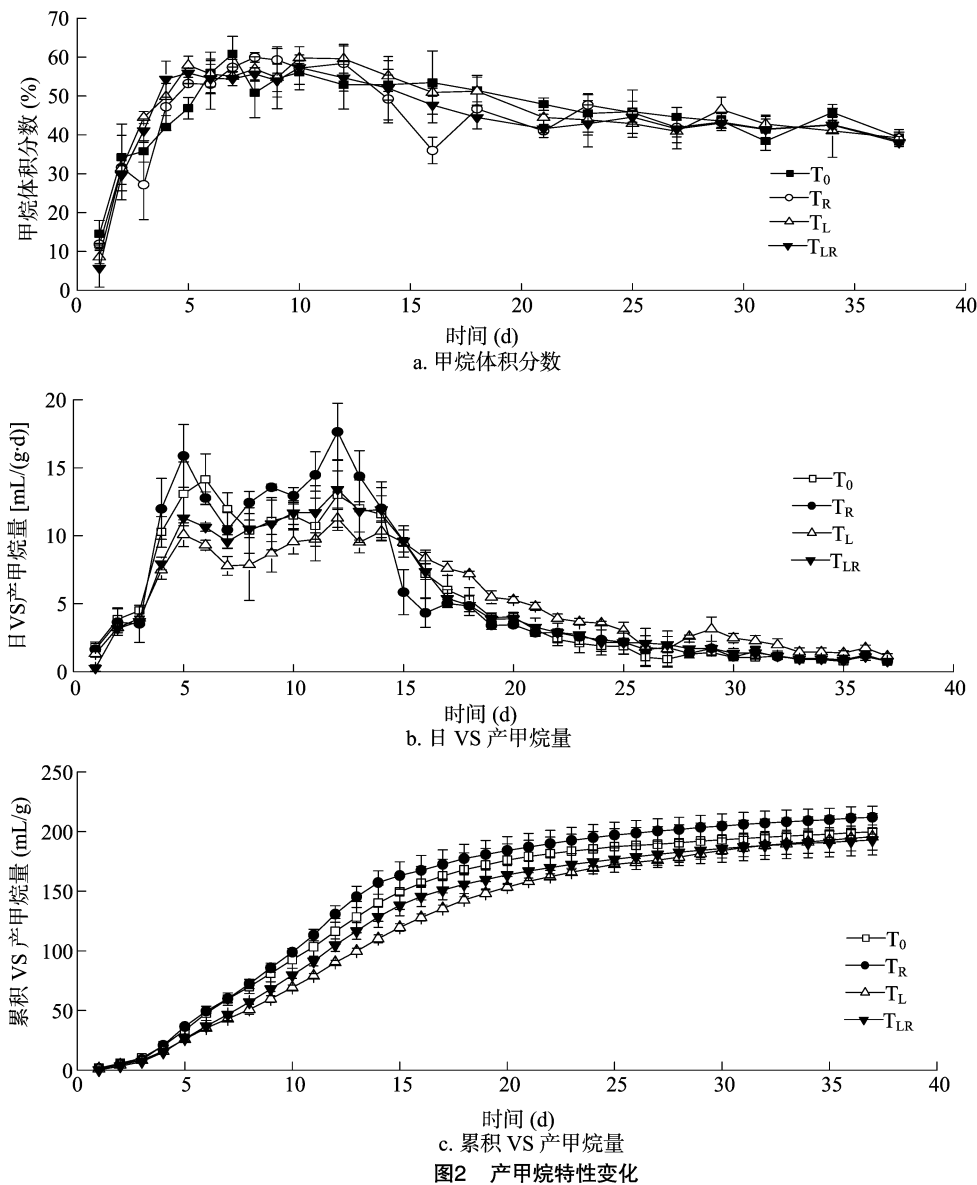 70
60
50
40
30
20
10
0
甲烷体积分数 (%)
T0
TR
TL
TLR
0 5 10 15 20 25 30 35 40
时间 (d)
a. 甲烷体积分数
20
15
10
5
0
日VS产甲烷量 [mL/(g·d)]
T0
TR
TL
TLR
0 5 10 15 20 25 30 35 40
时间 (d)
b. 日 VS 产甲烷量
250
200
150
100
50
0
累积 VS 产甲烷量 (mL/g)
T0
TR
TL
TLR
0 5 10 15 20 25 30 35 40
时间 (d)
c. 累积 VS 产甲烷量
图2 产甲烷特性变化